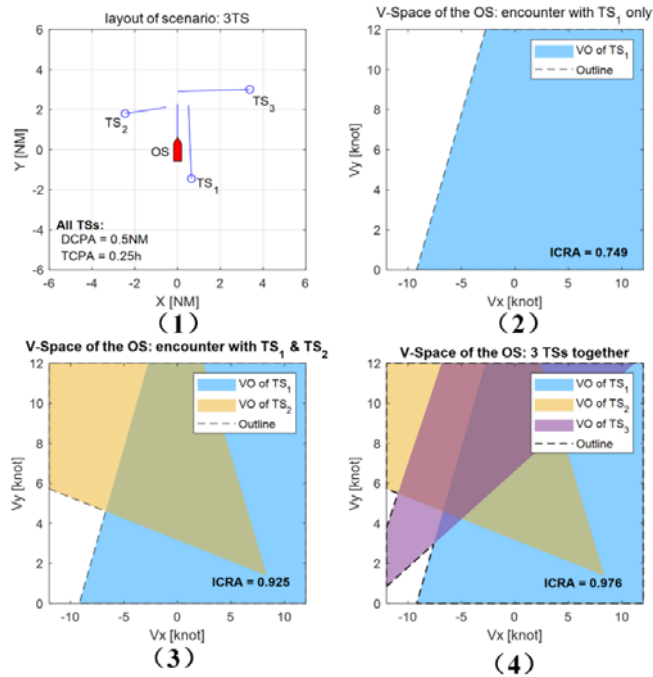 layout of scenario: 3TS
6
4
2
0
-2
-4
-6
Y [NM]
TS3
TS2
OS
TS1
All TSs:
DCPA = 0.5NM
TCPA = 0.25h
-6 -4 -2 0 2 4 6
X [NM]
(1)
V-Space of the OS: encounter with TS1 only
12
10
8
6
4
2
0
Vy [knot]
VO of TS1
Outline
ICRA = 0.749
-10 -5 0 5 10
Vx [knot]
(2)
V-Space of the OS: encounter with TS1 & TS2
12
10
8
6
4
2
0
Vy [knot]
VO of TS1
VO of TS2
Outline
ICRA = 0.925
-10 -5 0 5 10
Vx [knot]
(3)
V-Space of the OS: 3 TSs together
12
10
8
6
4
2
0
Vy [knot]
VO of TS1
VO of TS2
VO of TS3
Outline
ICRA = 0.976
-10 -5 0 5 10
Vx [knot]
(4)